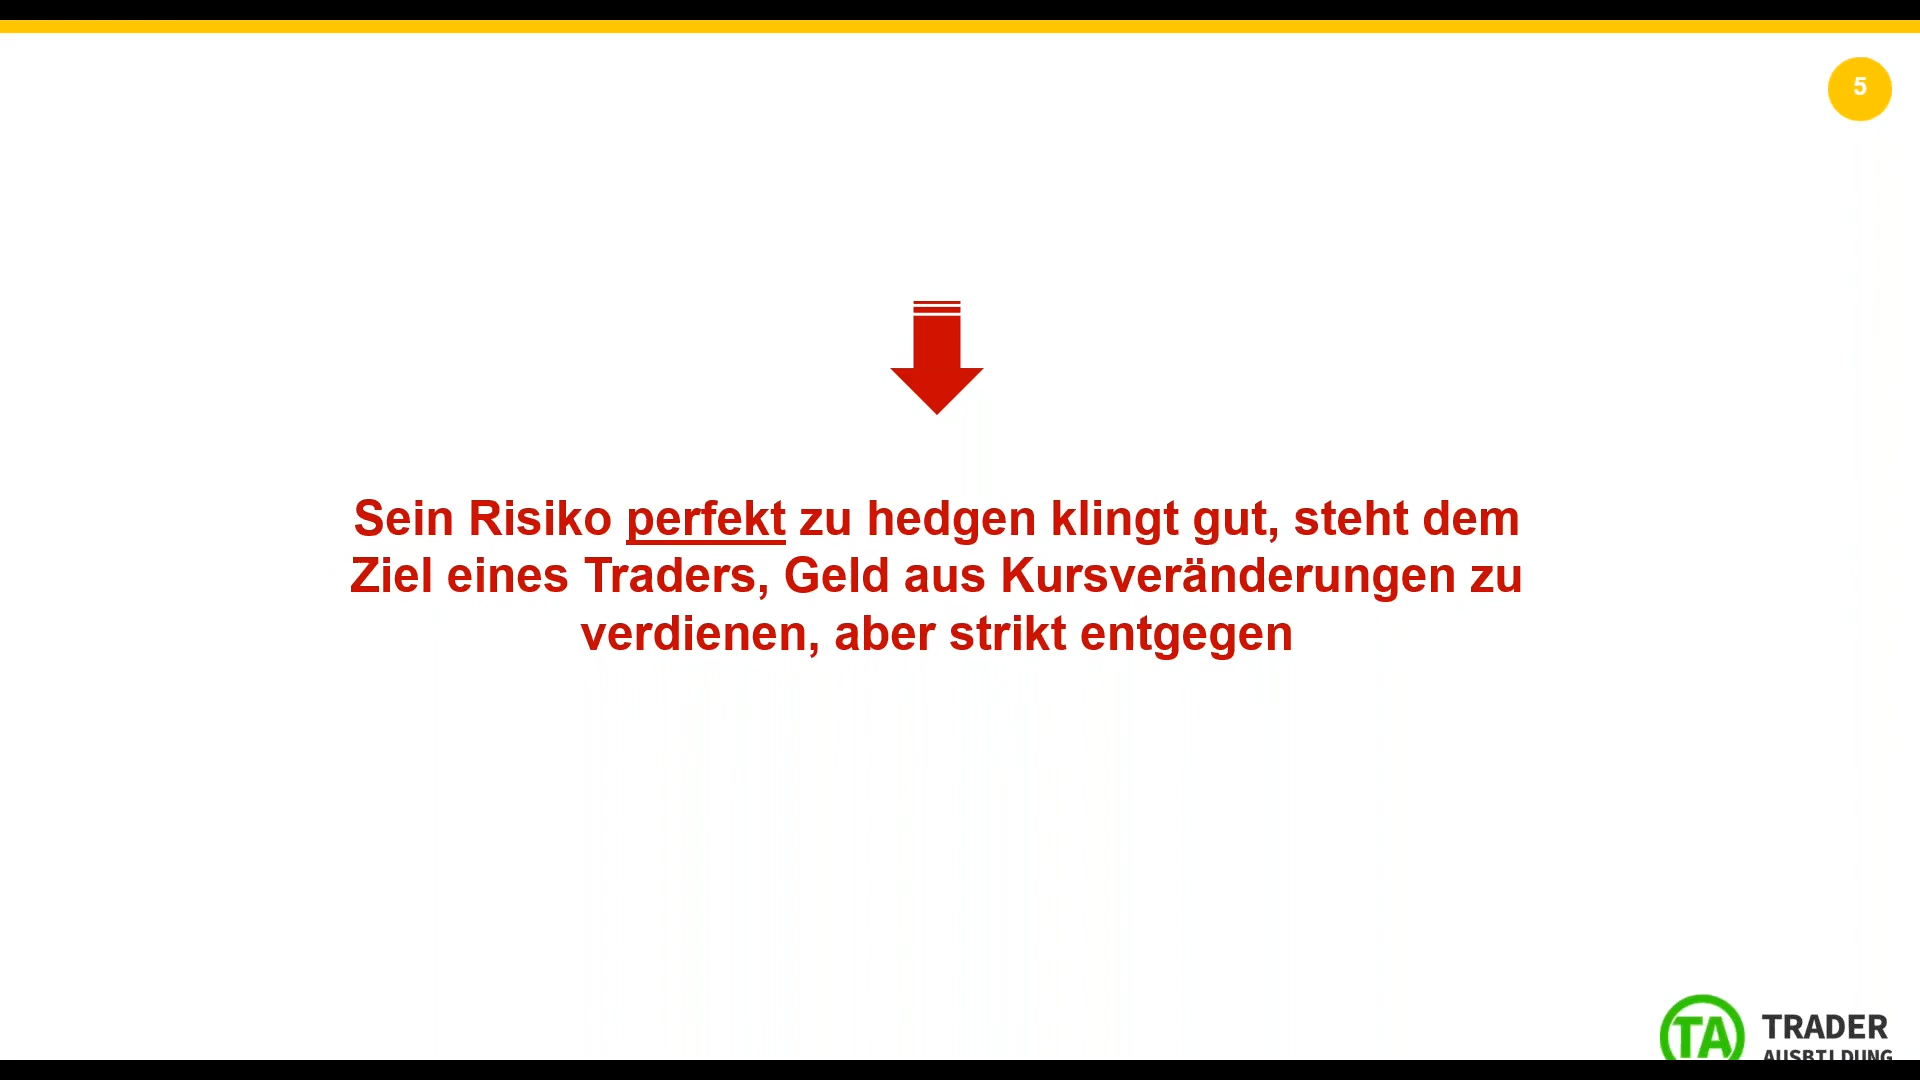 5
Sein Risiko perfekt zu hedgen klingt gut, steht dem
Ziel eines Traders, Geld aus Kursveränderungen zu
verdienen, aber strikt entgegen
TA TRADER
AUSBILDUNG